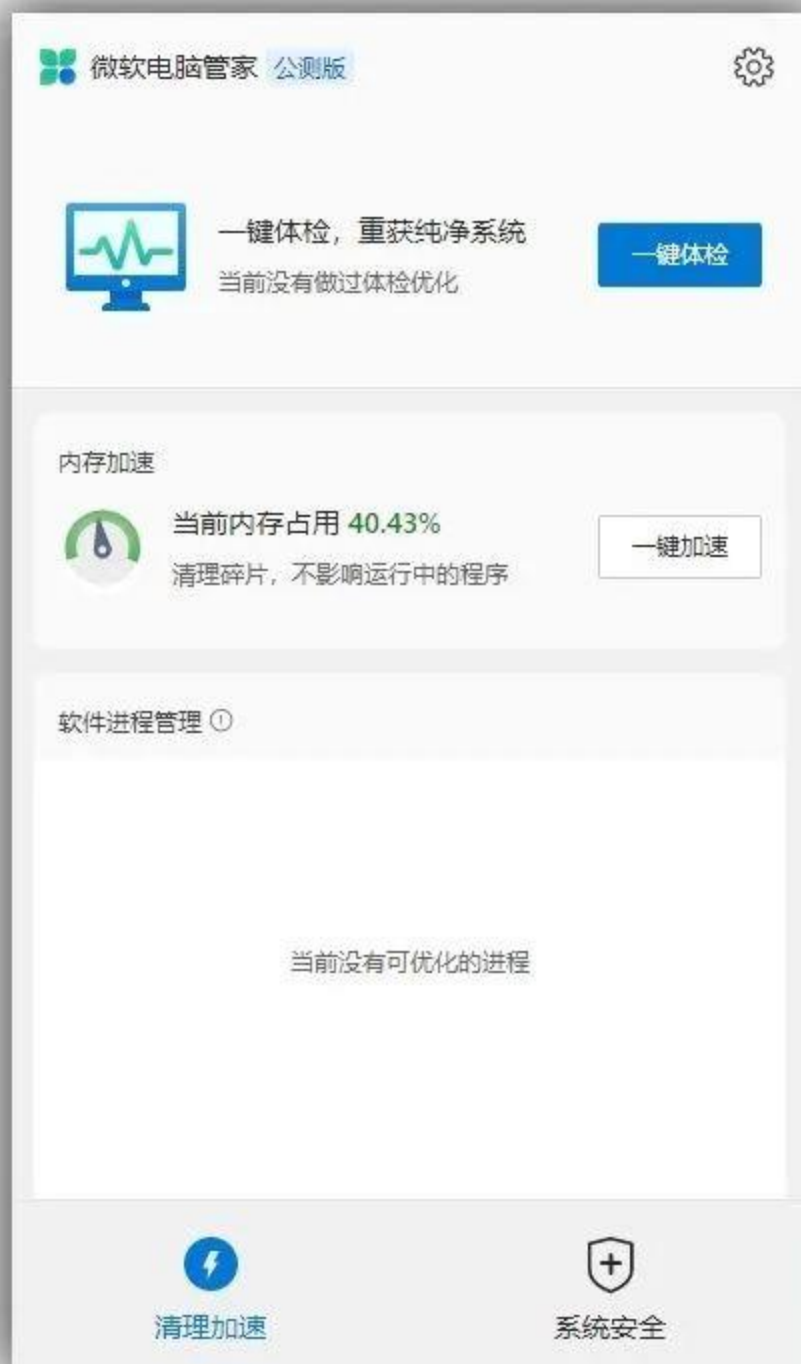 微软电脑管家 公测版
一键体检，重获纯净系统
当前没有做过体检优化
一键体检
内存加速
当前内存占用 40.43%
清理碎片，不影响运行中的程序
一键加速
软件进程管理
当前没有可优化的进程
清理加速
系统安全